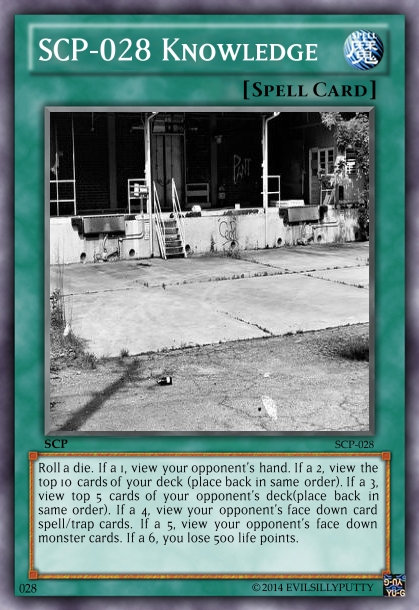 SCP-028 Knowledge
魔
[Spell Card]
SCP SCP-028
Roll a die. If a 1, view your opponent's hand. If a 2, view the
top 10 cards of your deck (place back in same order). If a 3,
view top 5 cards of your opponent's deck(place back in
same order). If a 4, view your opponent's face down card
spell/trap cards. If a 5, view your opponent's face down
monster cards. If a 6, you lose 500 life points.
028 © 2014 EVILSILLYPUTTY